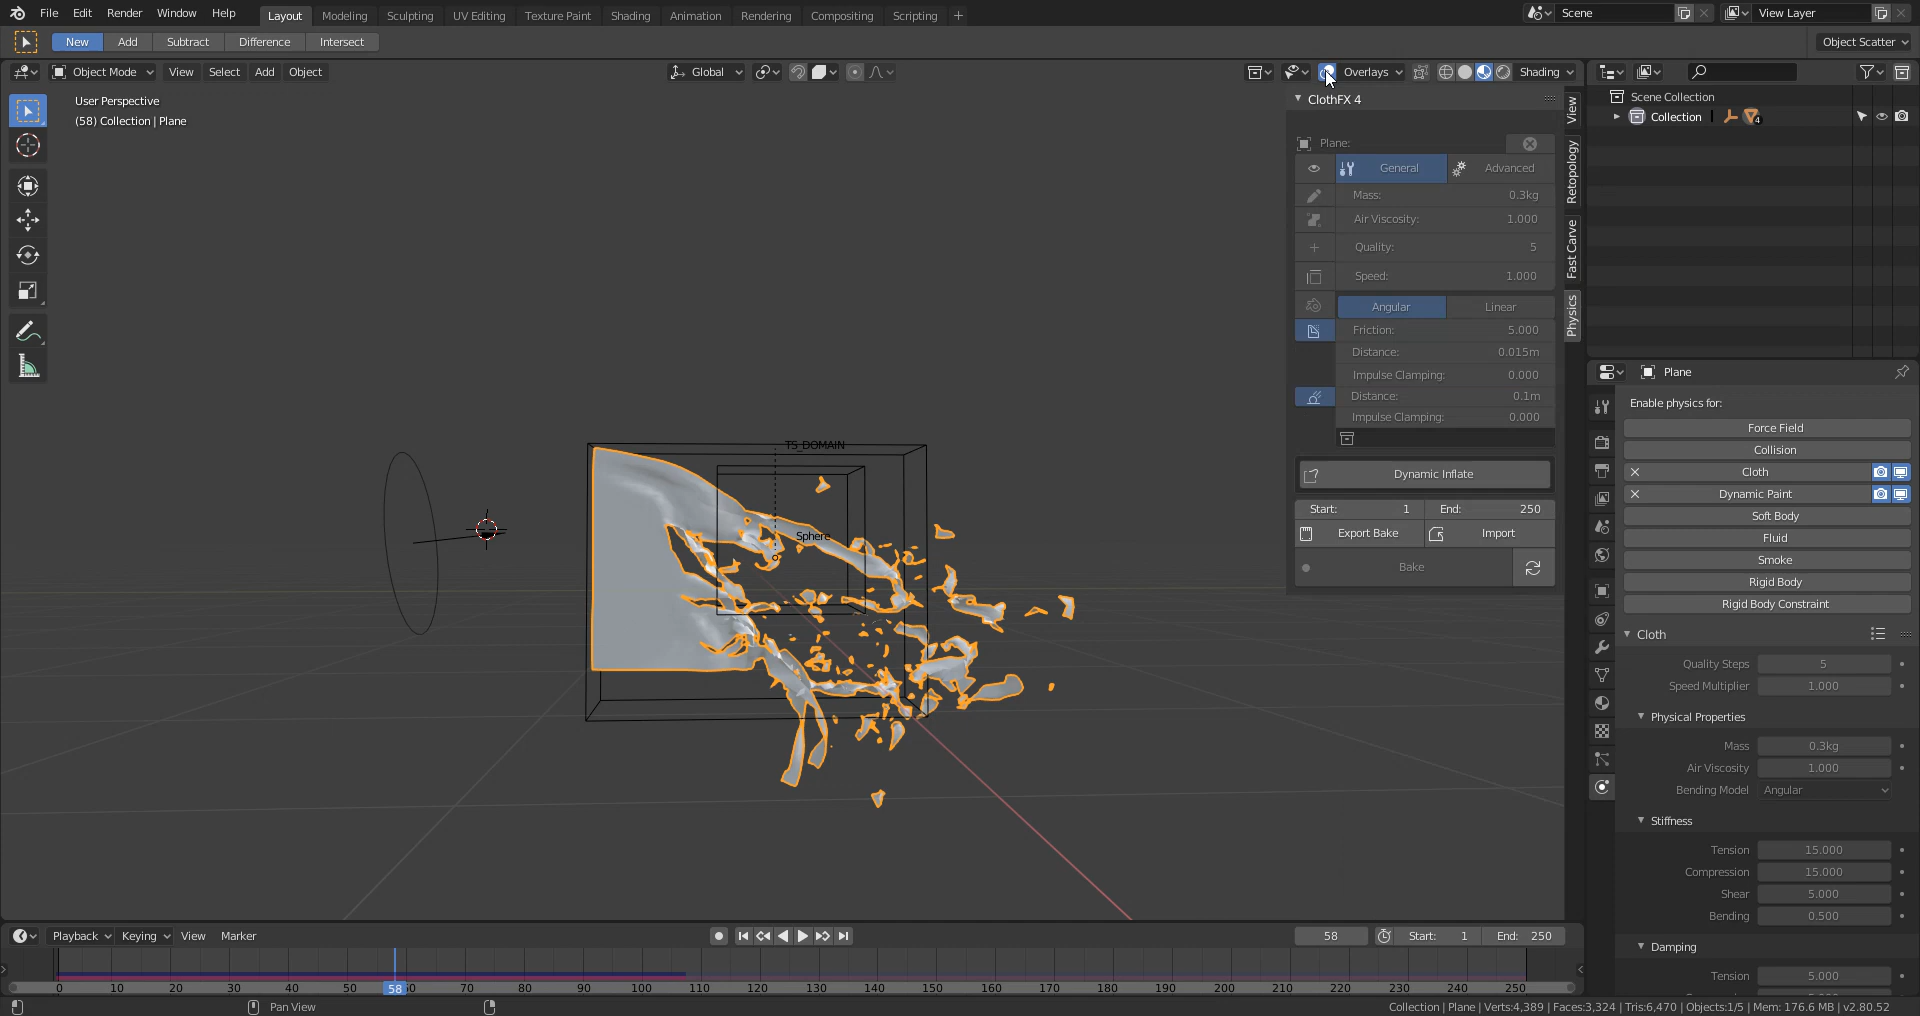 File Edit Render Window Help Layout Modeling Sculpting UV Editing Texture Paint Shading Animation Rendering Compositing Scripting + Scene View Layer
New Add Subtract Difference Intersect Object Scatter
Object Mode View Select Add Object Global Overlays Shading
User Perspective
(58) Collection | Plane
ClothFX 4
Plane:
General Advanced
Mass: 0.3kg
Air Viscosity: 1.000
Quality: 5
Speed: 1.000
Angular Linear
Friction: 5.000
Distance: 0.015m
Impulse Clamping: 0.000
Distance: 0.1m
Impulse Clamping: 0.000
Dynamic Inflate
Start: 1 End: 250
Export Bake Import
Bake
View
Retopology
Fast Carve
Physics
TS_DOMAIN
Sphere
Scene Collection
Collection 4
Plane
Enable physics for:
Force Field
Collision
Cloth
Dynamic Paint
Soft Body
Fluid
Smoke
Rigid Body
Rigid Body Constraint
Cloth
Quality Steps 5
Speed Multiplier 1.000
Physical Properties
Mass 0.3kg
Air Viscosity 1.000
Bending Model Angular
Stiffness
Tension 15.000
Compression 15.000
Shear 5.000
Bending 0.500
Damping
Tension 5.000
Playback Keying View Marker 58 Start: 1 End: 250
0 10 20 30 40 50 58 60 70 80 90 100 110 120 130 140 150 160 170 180 190 200 210 220 230 240 250
Pan View
Collection | Plane | Verts:4,389 | Faces:3,324 | Tris:6,470 | Objects:1/5 | Mem: 176.6 MB | v2.80.52